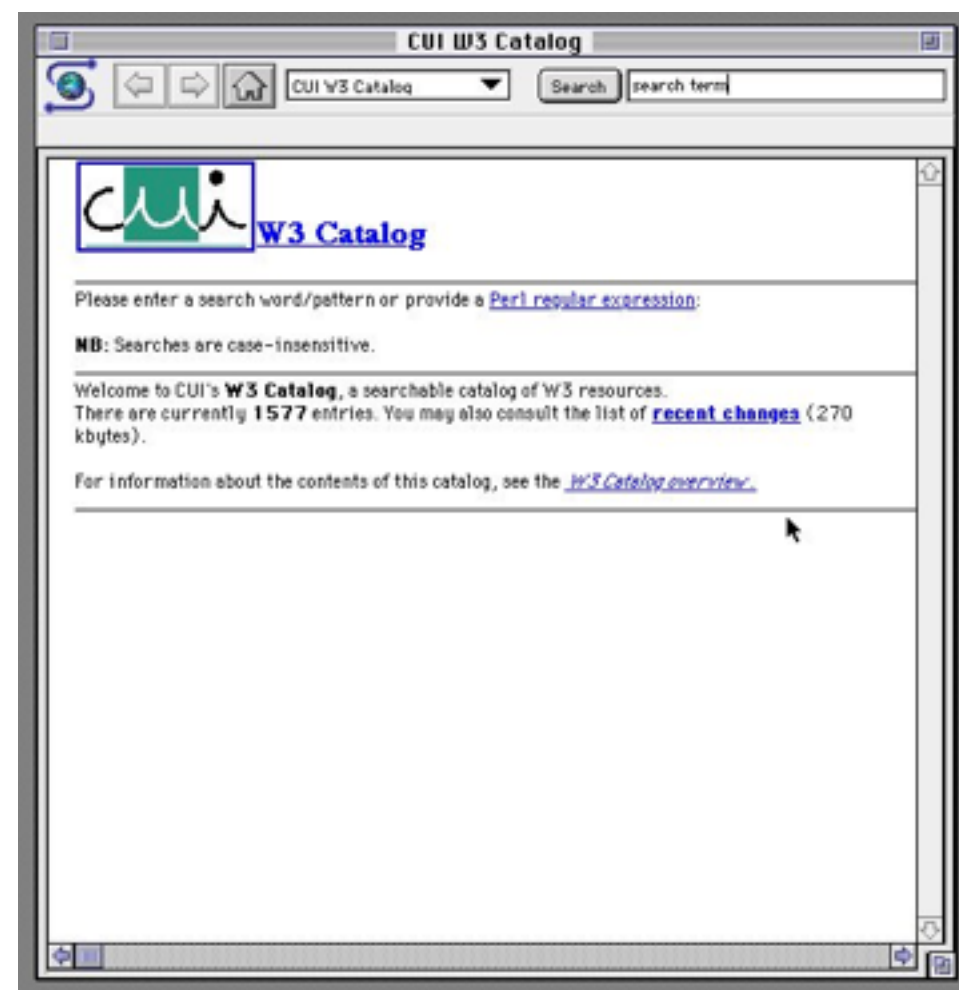 CUI W3 Catalog
CUI W3 Catalog Search search term
cui W3 Catalog
Please enter a search word/pattern or provide a Perl regular expression:
NB: Searches are case-insensitive.
Welcome to CUI's W3 Catalog, a searchable catalog of W3 resources.
There are currently 1577 entries. You may also consult the list of recent changes (270
kbytes).
For information about the contents of this catalog, see the W3 Catalog overview.